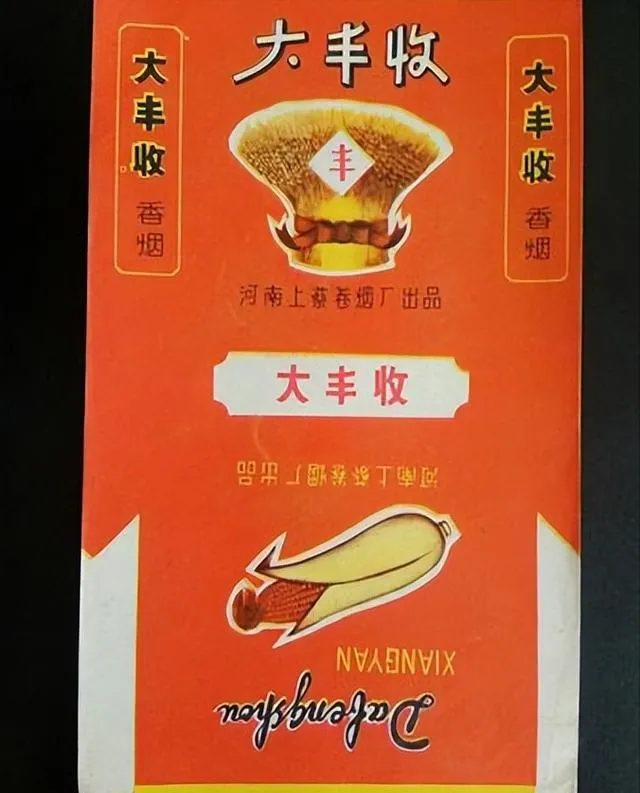 大丰收
丰
河南上蔡卷烟厂出品
大丰收
香烟
大丰收
香烟
大丰收
河南上蔡卷烟厂出品
XIANGYAN
Dafengshou